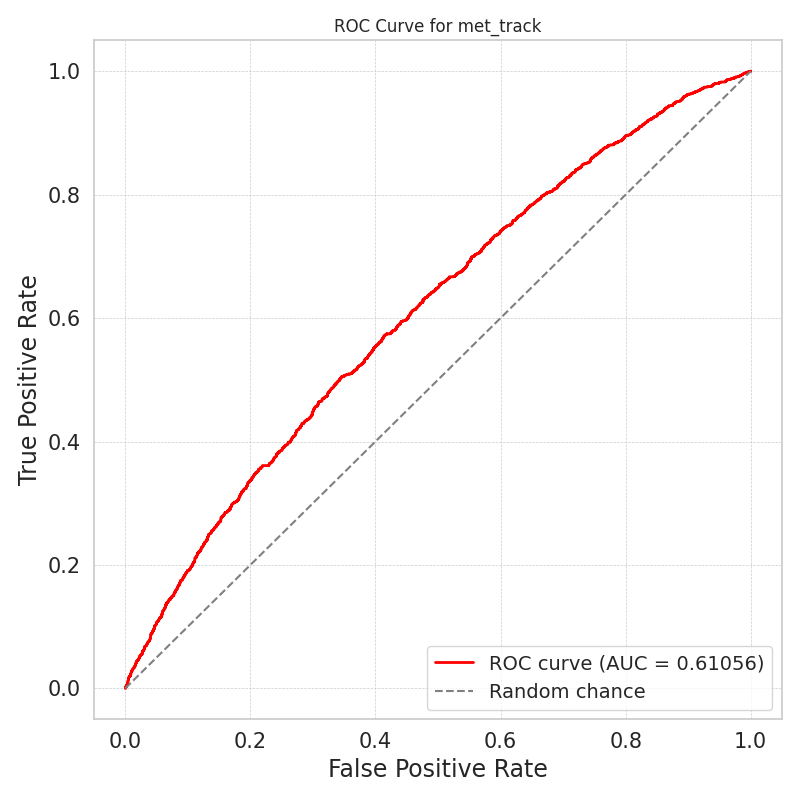 ROC Curve for met_track
1.0
0.8
0.6
0.4
0.2
0.0
True Positive Rate
ROC curve (AUC = 0.61056)
Random chance
0.0 0.2 0.4 0.6 0.8 1.0
False Positive Rate